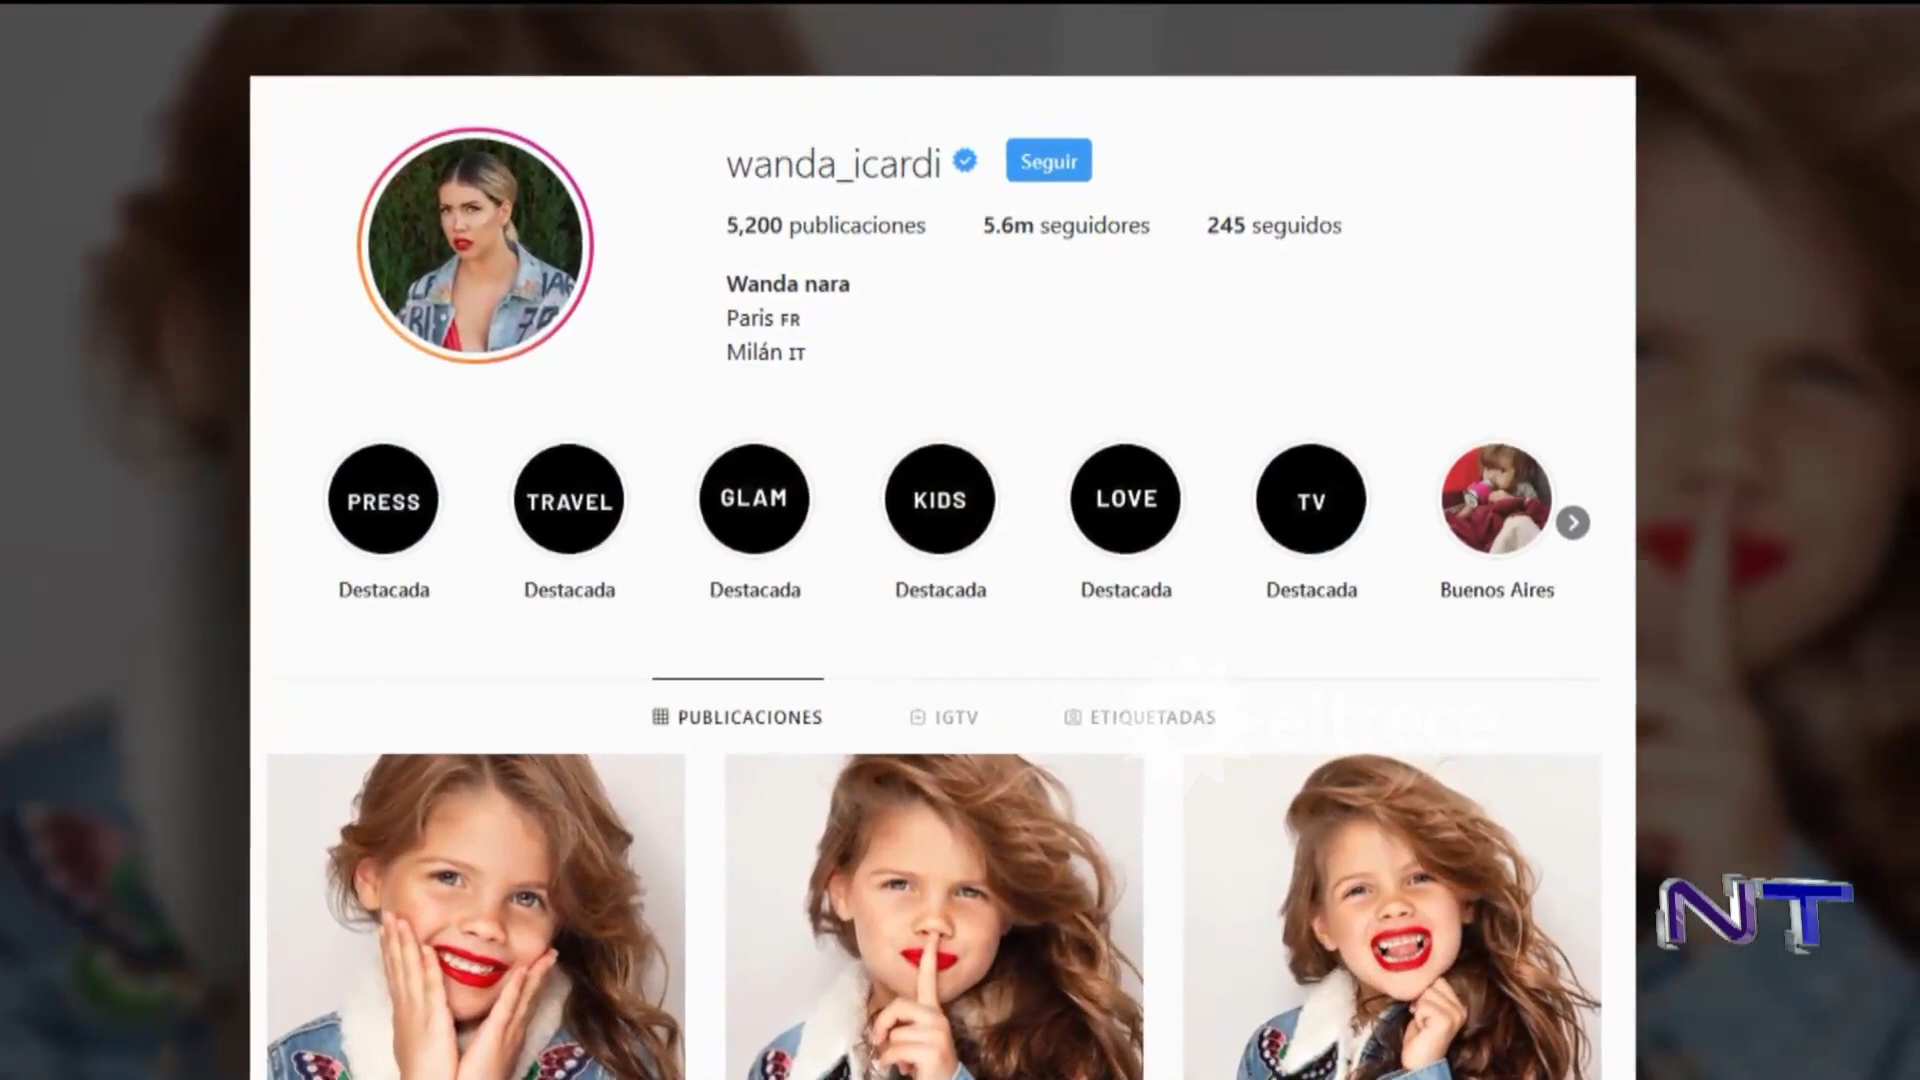 wanda_icardi Seguir
5,200 publicaciones 5.6m seguidores 245 seguidos
Wanda nara
Paris FR
Milán IT
PRESS TRAVEL GLAM KIDS LOVE TV
Destacada Destacada Destacada Destacada Destacada Destacada Buenos Aires
PUBLICACIONES IGTV ETIQUETADAS
eltrece
NT